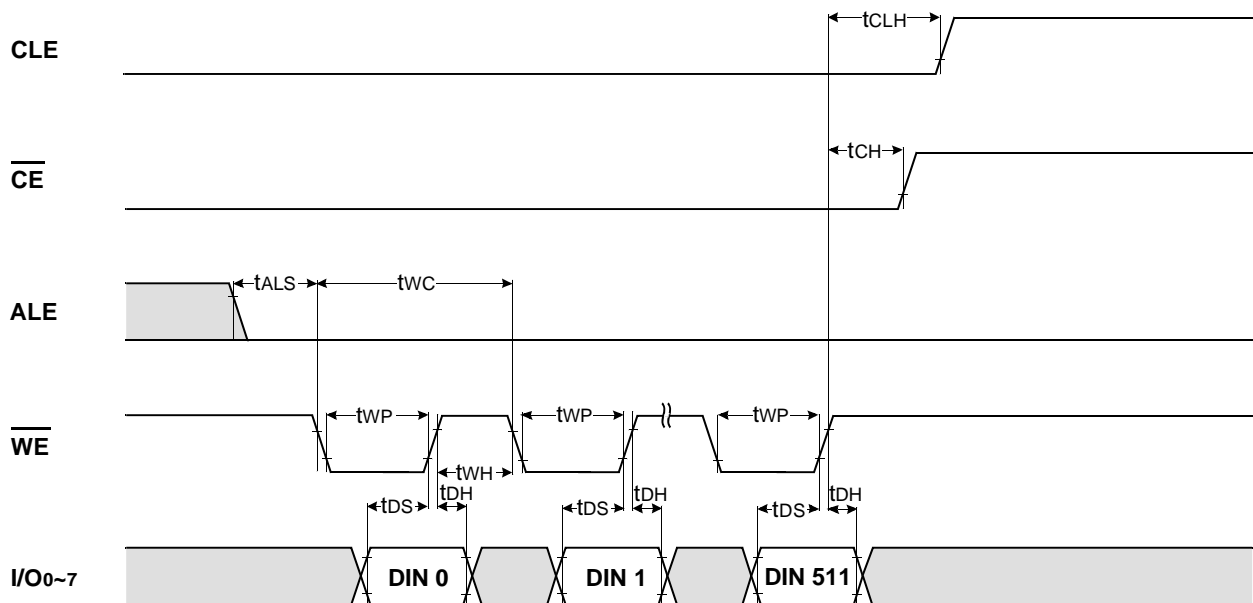 tCLH
CLE
tCH
CE
tALS
tWC
ALE
tWP
tWP
tWP
WE
tWH
tDS
tDH
tDS
tDH
tDS
tDH
I/O0~7
DIN 0
DIN 1
DIN 511